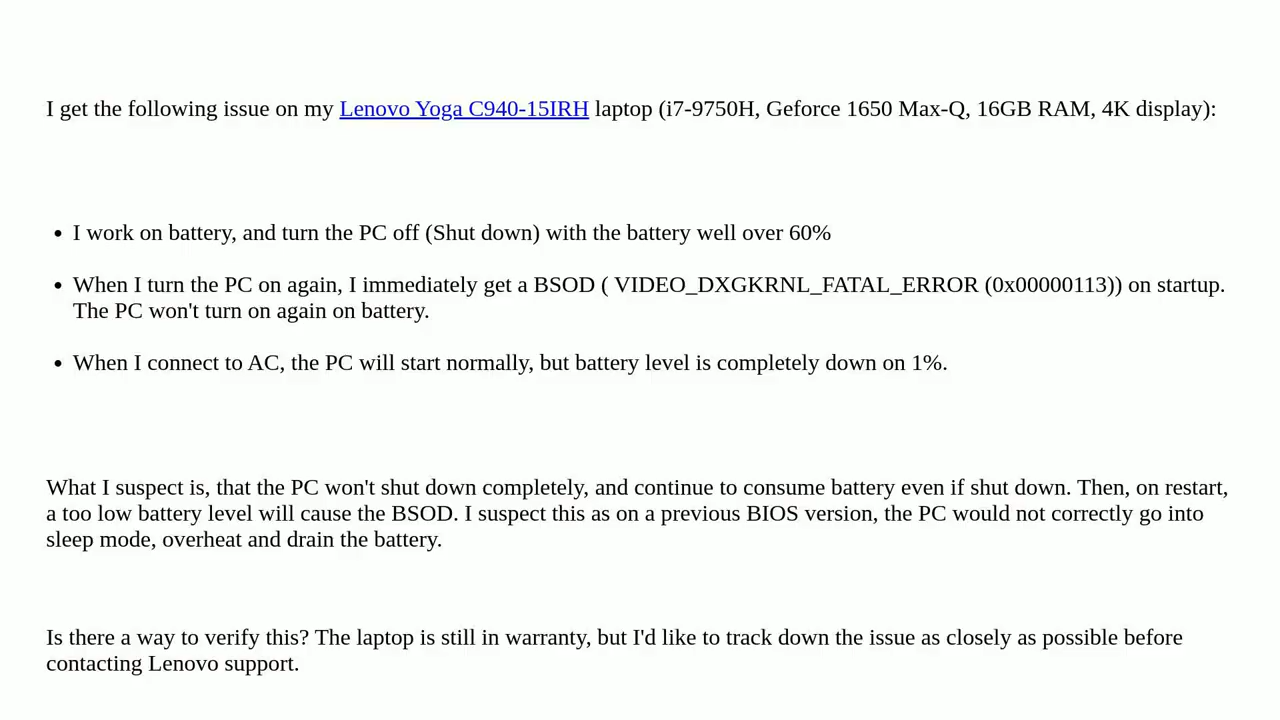 I get the following issue on my Lenovo Yoga C940-15IRH laptop (i7-9750H, Geforce 1650 Max-Q, 16GB RAM, 4K display):
• I work on battery, and turn the PC off (Shut down) with the battery well over 60%
• When I turn the PC on again, I immediately get a BSOD ( VIDEO_DXGKRNL_FATAL_ERROR (0x00000113)) on startup.
The PC won't turn on again on battery.
• When I connect to AC, the PC will start normally, but battery level is completely down on 1%.
What I suspect is, that the PC won't shut down completely, and continue to consume battery even if shut down. Then, on restart,
a too low battery level will cause the BSOD. I suspect this as on a previous BIOS version, the PC would not correctly go into
sleep mode, overheat and drain the battery.
Is there a way to verify this? The laptop is still in warranty, but I'd like to track down the issue as closely as possible before
contacting Lenovo support.